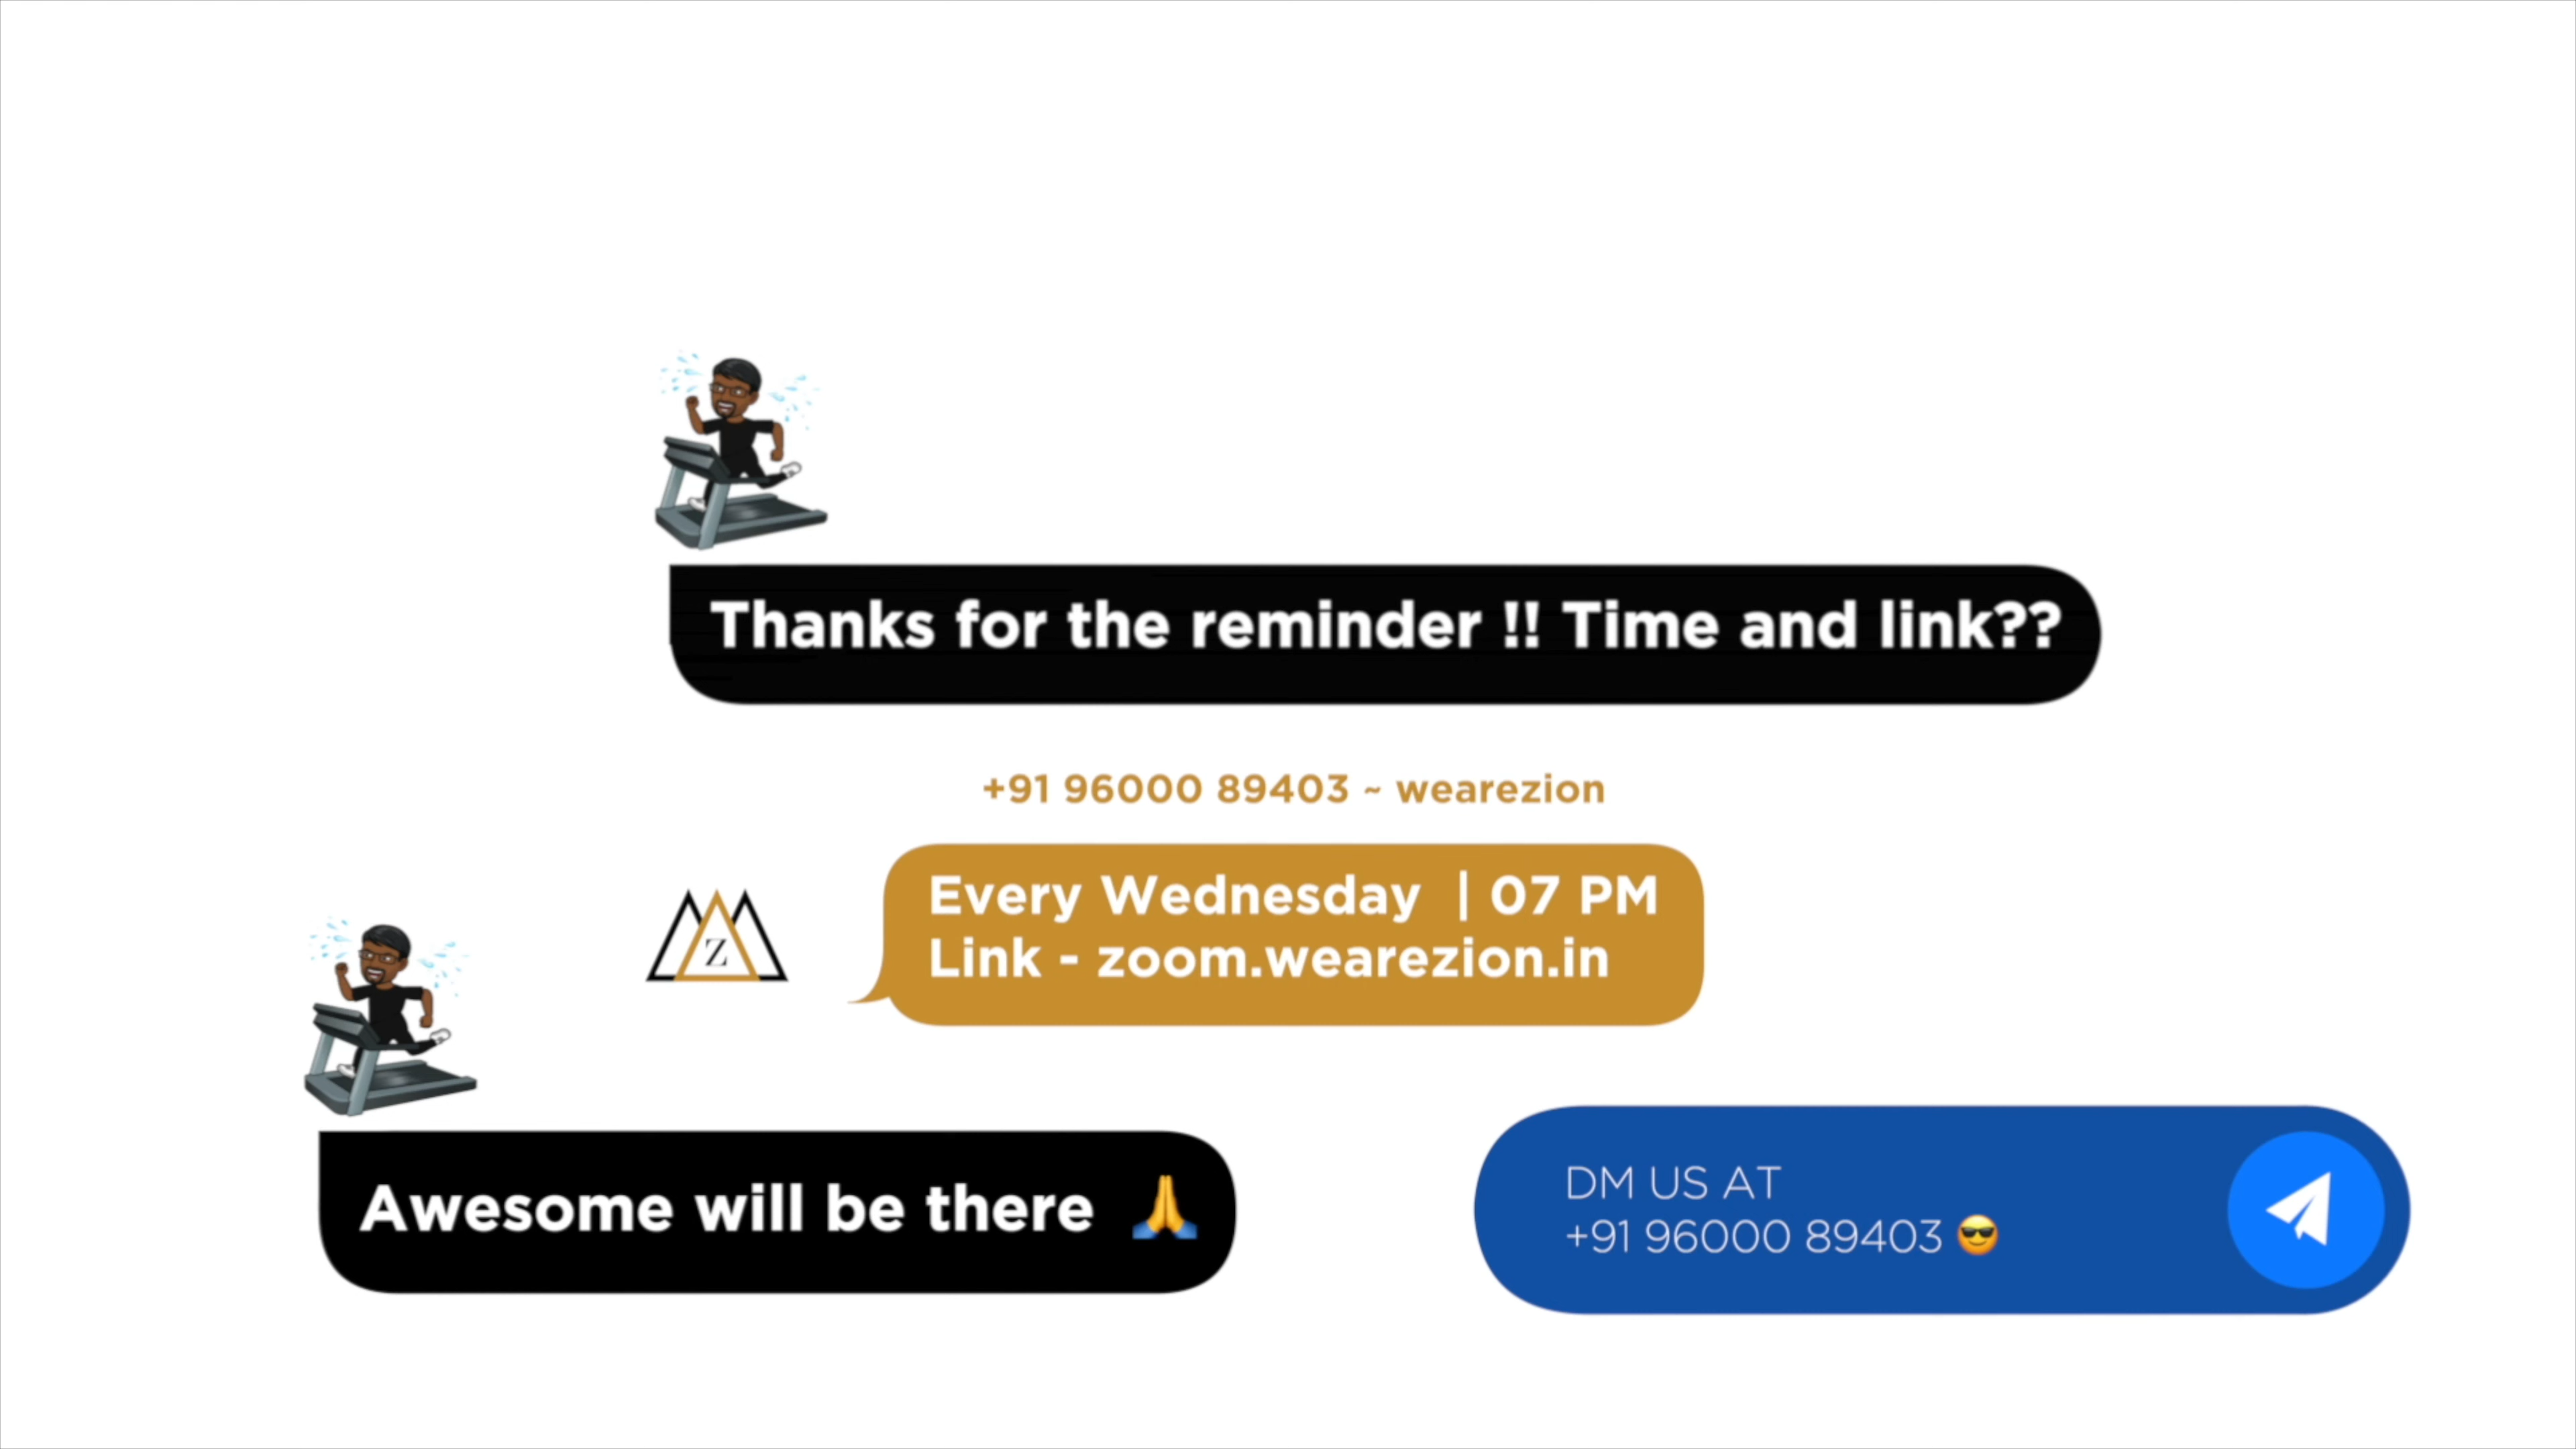 Thanks for the reminder !! Time and link??
+91 96000 89403 ~ wearezion
Every Wednesday | 07 PM
Link - zoom.wearezion.in
Z
Awesome will be there 🙏
DM US AT
+91 96000 89403 😎